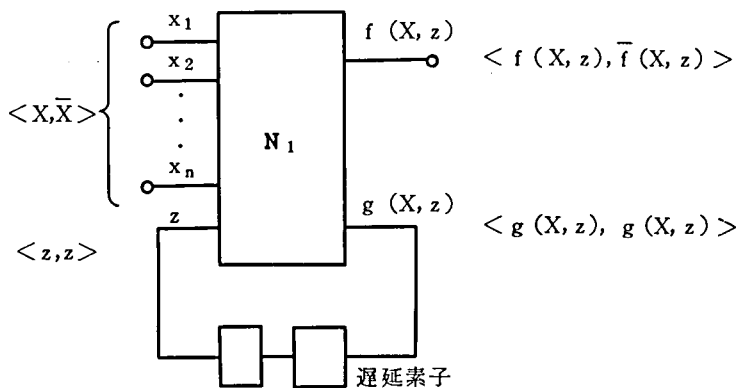 x₁
f (X, z)
< f (X, z), f̅ (X, z) >
x₂
< X, X̅ >
N₁
xₙ
z
g (X, z)
< g (X, z), g (X, z) >
< z, z >
遅延素子